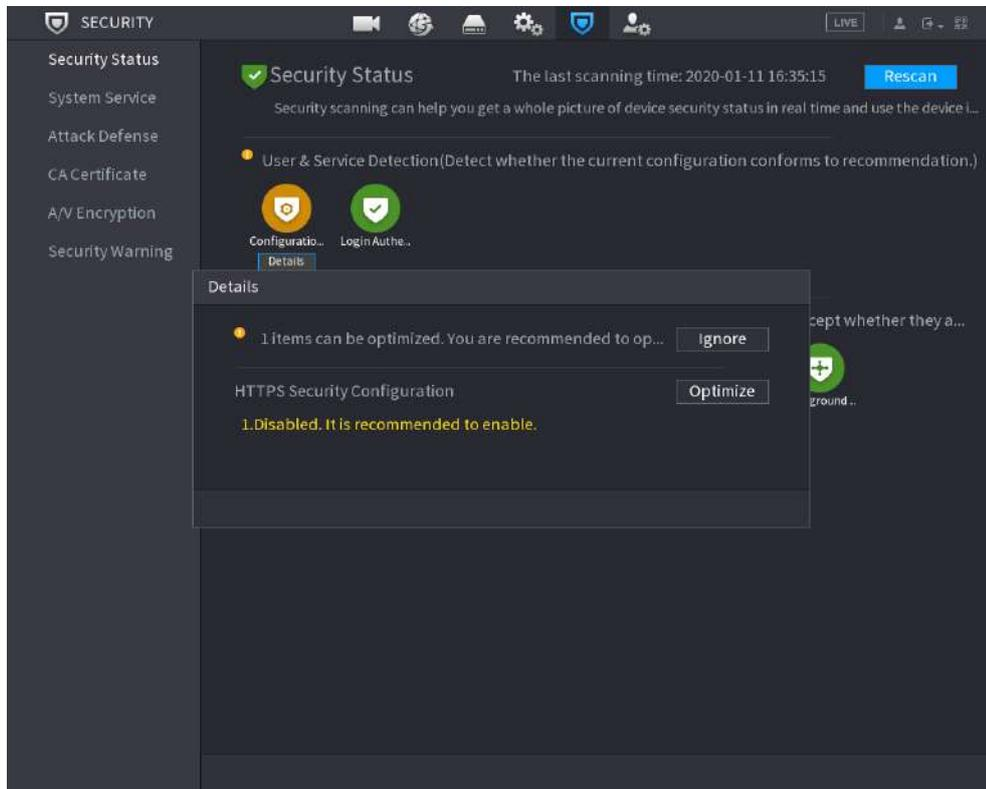 SECURITY
LIVE
Security Status
System Service
Attack Defense
CA Certificate
A/V Encryption
Security Warning
Security Status The last scanning time: 2020-01-11 16:35:15 Rescan
Security scanning can help you get a whole picture of device security status in real time and use the device i...
User & Service Detection(Detect whether the current configuration conforms to recommendation.)
Configuratio... Login Authe...
Details
Details
cept whether they a...
1 items can be optimized. You are recommended to op... Ignore
HTTPS Security Configuration Optimize
ground ..
1.Disabled. It is recommended to enable.